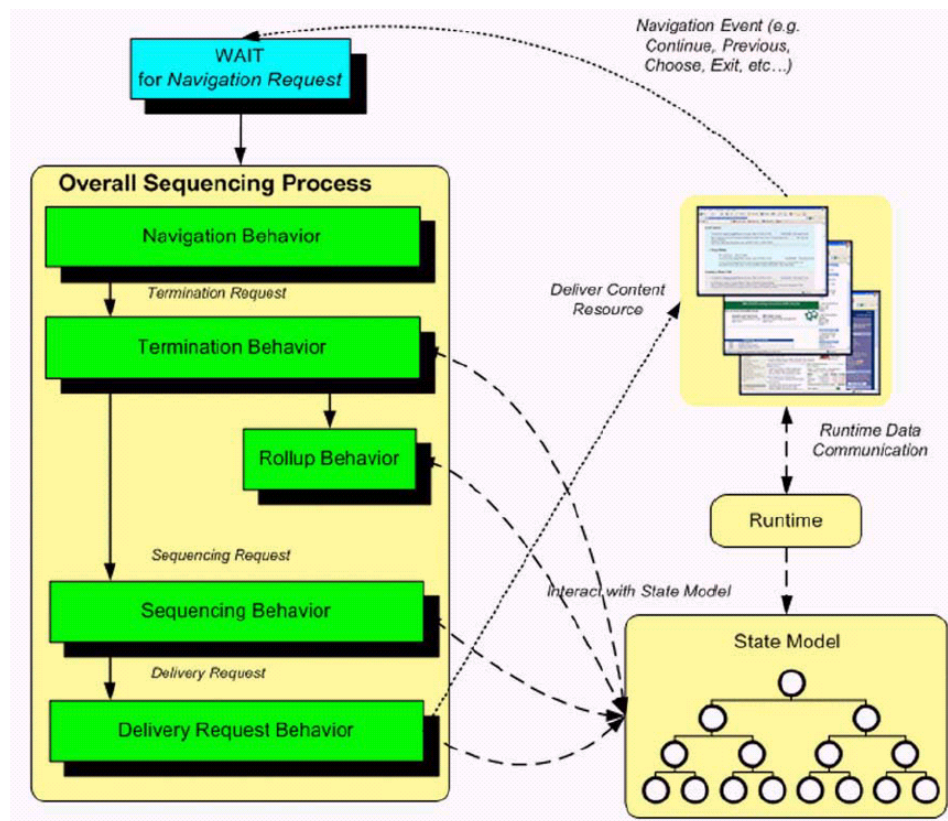 Navigation Event (e.g.
Continue, Previous,
Choose, Exit, etc…)
WAIT
for Navigation Request
Overall Sequencing Process
Navigation Behavior
Termination Request
Termination Behavior
Rollup Behavior
Sequencing Request
Sequencing Behavior
Delivery Request
Delivery Request Behavior
Deliver Content
Resource
Runtime Data
Communication
Runtime
Interact with State Model
State Model